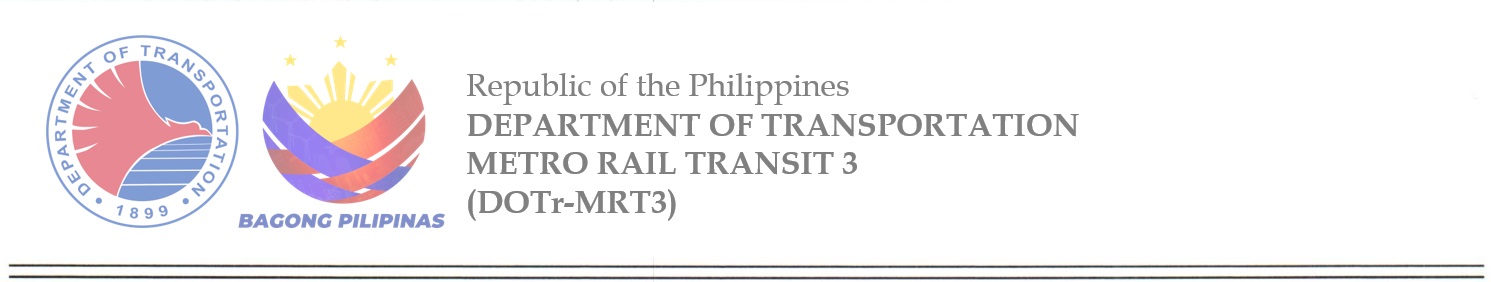 DEPARTMENT OF TRANSPORTATION
1899
BAGONG PILIPINAS
Republic of the Philippines
DEPARTMENT OF TRANSPORTATION
METRO RAIL TRANSIT 3
(DOTr-MRT3)